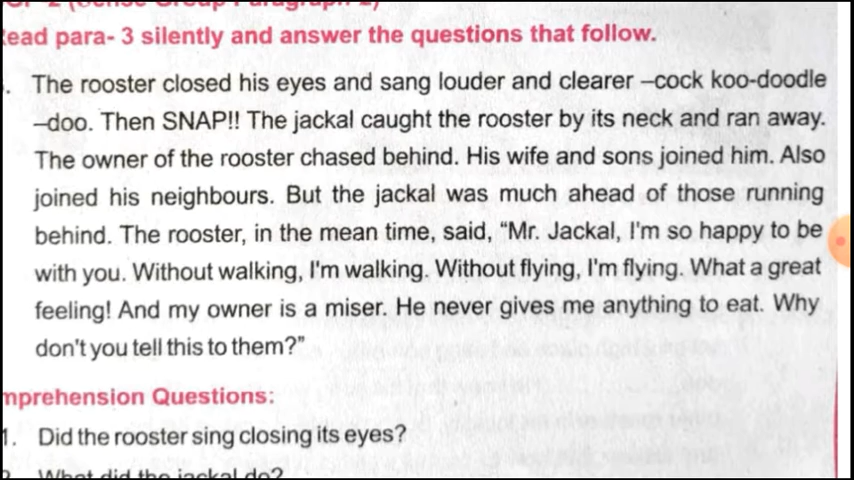 ead para- 3 silently and answer the questions that follow.
. The rooster closed his eyes and sang louder and clearer –cock koo-doodle
–doo. Then SNAP!! The jackal caught the rooster by its neck and ran away.
The owner of the rooster chased behind. His wife and sons joined him. Also
joined his neighbours. But the jackal was much ahead of those running
behind. The rooster, in the mean time, said, “Mr. Jackal, I'm so happy to be
with you. Without walking, I'm walking. Without flying, I'm flying. What a great
feeling! And my owner is a miser. He never gives me anything to eat. Why
don't you tell this to them?”
mprehension Questions:
1. Did the rooster sing closing its eyes?
What did the jackal do?